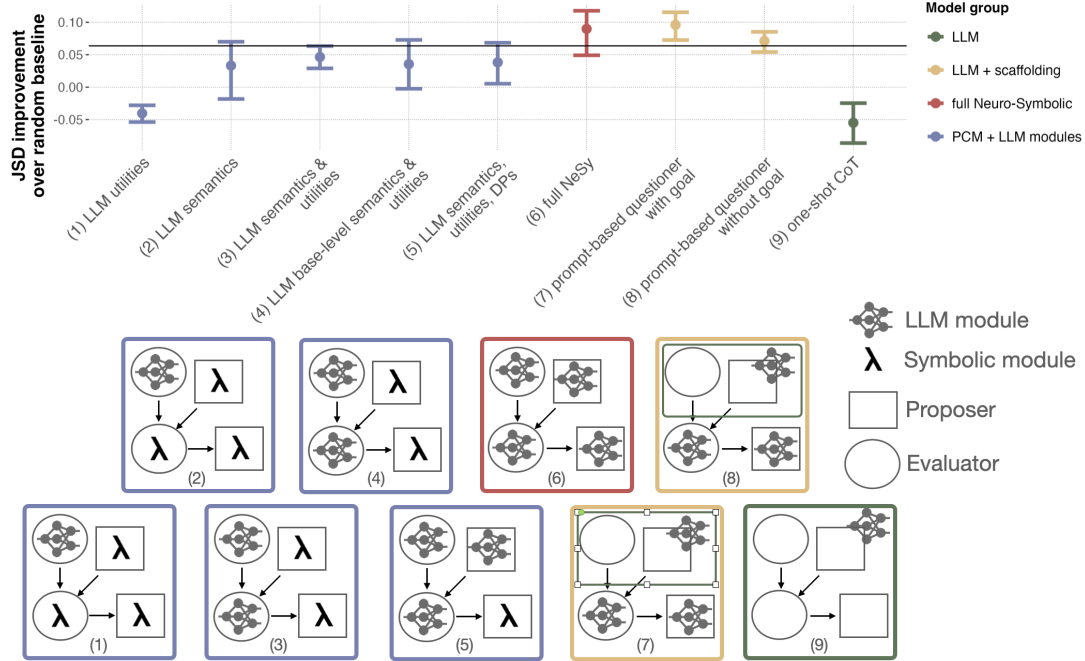 JSD improvement
over random baseline
0.10
0.05
0.00
-0.05
(1) LLM utilities
(2) LLM semantics
(3) LLM semantics &
utilities
(4) LLM base-level semantics &
utilities
(5) LLM semantics,
utilities, DPs
(6) full NeSy
(7) prompt-based questioner
with goal
(8) prompt-based questioner
without goal
(9) one-shot CoT
Model group
LLM
LLM + scaffolding
full Neuro-Symbolic
PCM + LLM modules
LLM module
λ Symbolic module
Proposer
Evaluator
λ
λ λ
(2)
λ
λ
(4)
(6)
(8)
λ
λ λ
(1)
λ
λ
(3)
λ
(5)
(7)
(9)